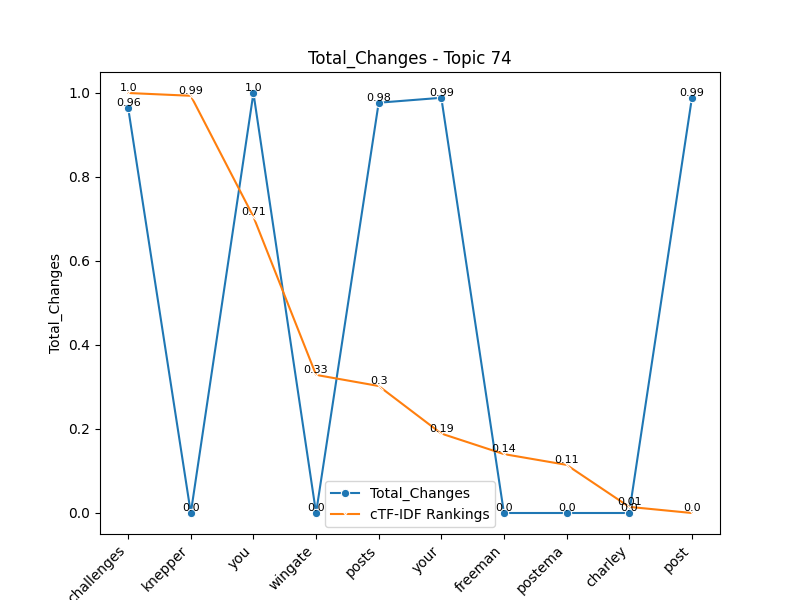 Total_Changes - Topic 74
Total_Changes
1.0
0.8
0.6
0.4
0.2
0.0
1.0
0.96
0.99
0.0
1.0
0.71
0.33
0.0
0.98
0.3
0.99
0.19
0.14
0.0
0.11
0.0
0.01
0.0
0.99
0.0
Total_Changes
cTF-IDF Rankings
challenges
knepper
you
wingate
posts
your
freeman
postema
charley
post